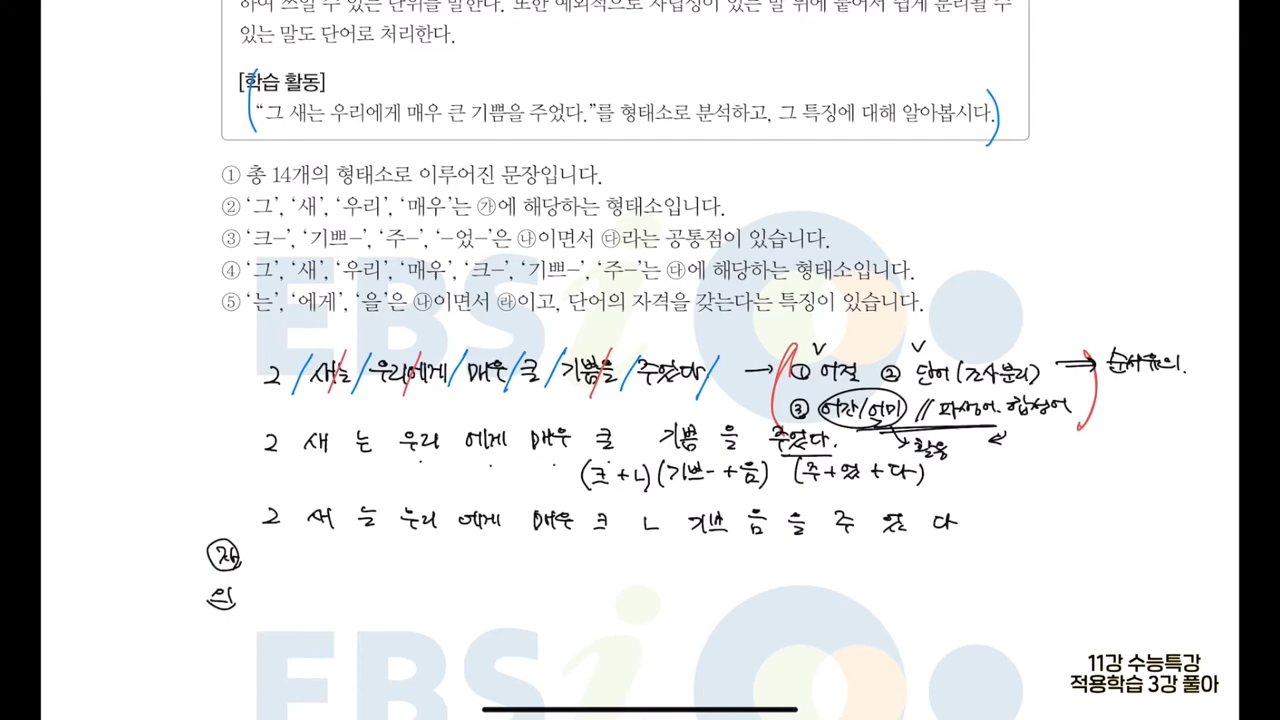 하여 쓰일 수 있는 단위를 말한다. 또한 예외적으로 자립성이 있는 말 뒤에 붙어서 쉽게 분리될 수
있는 말도 단어로 처리한다.
[학습 활동]
“그 새는 우리에게 매우 큰 기쁨을 주었다.”를 형태소로 분석하고, 그 특징에 대해 알아봅시다.
① 총 14개의 형태소로 이루어진 문장입니다.
② ‘그’, ‘새’, ‘우리’, ‘매우’는 ㉮에 해당하는 형태소입니다.
③ ‘크–’, ‘기쁘–’, ‘주–’, ‘–었–’은 ㉯이면서 ㉰라는 공통점이 있습니다.
④ ‘그’, ‘새’, ‘우리’, ‘매우’, ‘크–’, ‘기쁘–’, ‘주–’는 ㉰에 해당하는 형태소입니다.
⑤ ‘는’, ‘에게’, ‘을’은 ㉯이면서 ㉱이고, 단어의 자격을 갖는다는 특징이 있습니다.
그 / 새/는 / 우리/에게 / 매우 / 큰 / 기쁨/을 / 주었다 / → ① 어절 ② 단어(조사분리) ⇒ 순서유의.
③ 어간/어미 // 파생어. 합성어
그 새 는 우리 에게 매우 큰 기쁨 을 주었다. 활용
(크+ㄴ) (기쁘-+음) (주+었+다)
그 새 는 우리 에게 매우 크 ㄴ 기쁘 음 을 주 었 다
자
의
EBSi
EBSi
11강 수능특강
적용학습 3강 풀아